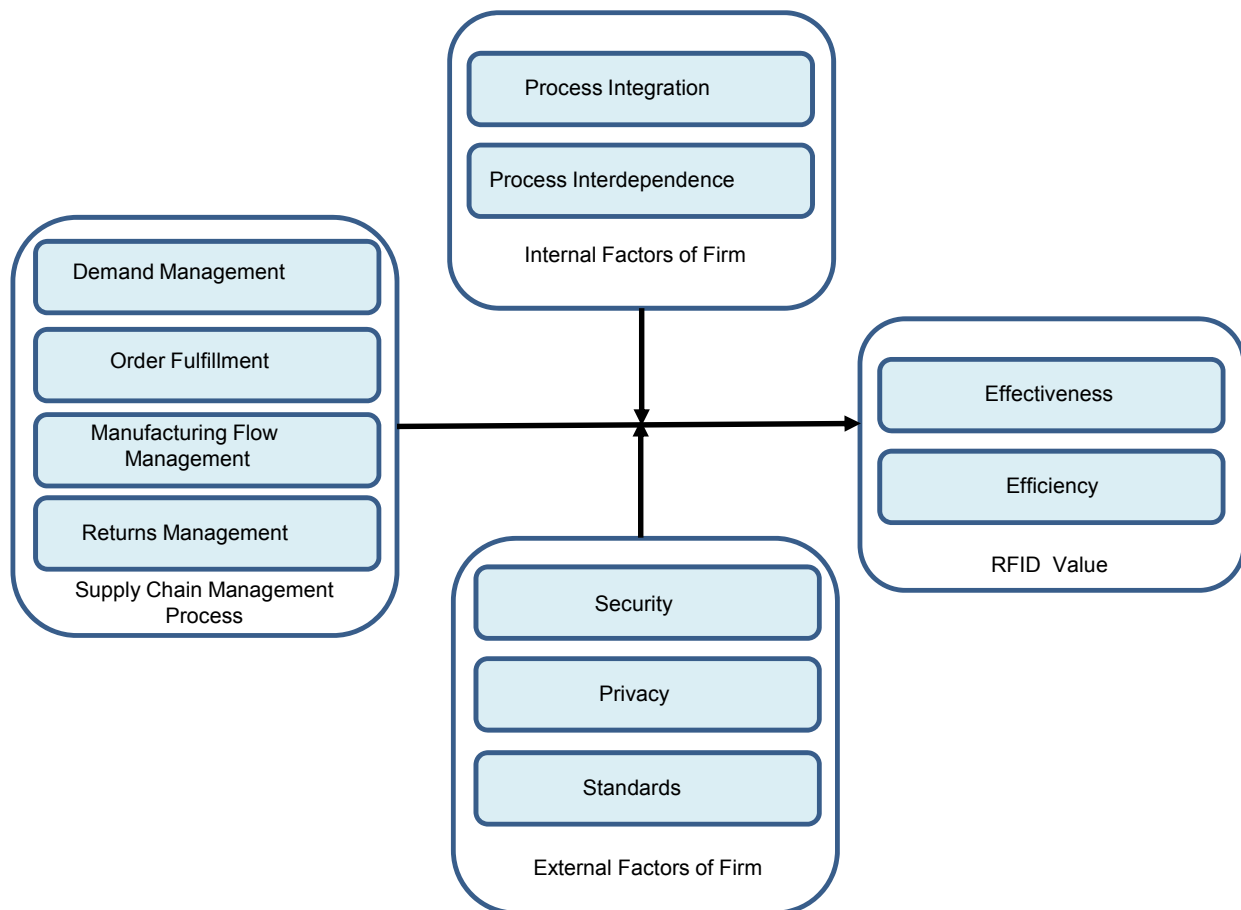 Process Integration
Process Interdependence
Internal Factors of Firm
Demand Management
Order Fulfillment
Manufacturing Flow
Management
Returns Management
Supply Chain Management
Process
Effectiveness
Efficiency
RFID Value
Security
Privacy
Standards
External Factors of Firm